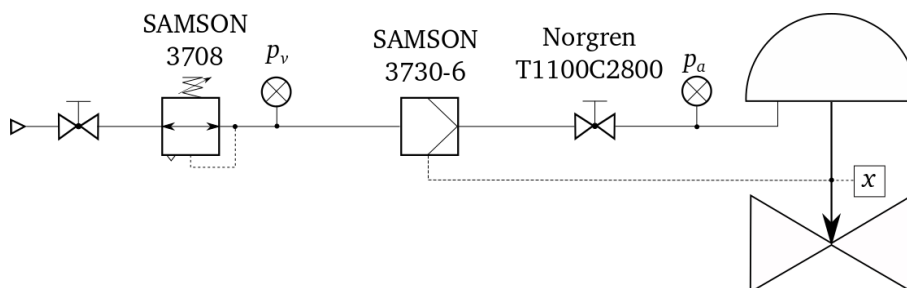 SAMSON
3708
p_v
SAMSON
3730-6
Norgren
T1100C2800
p_a
x